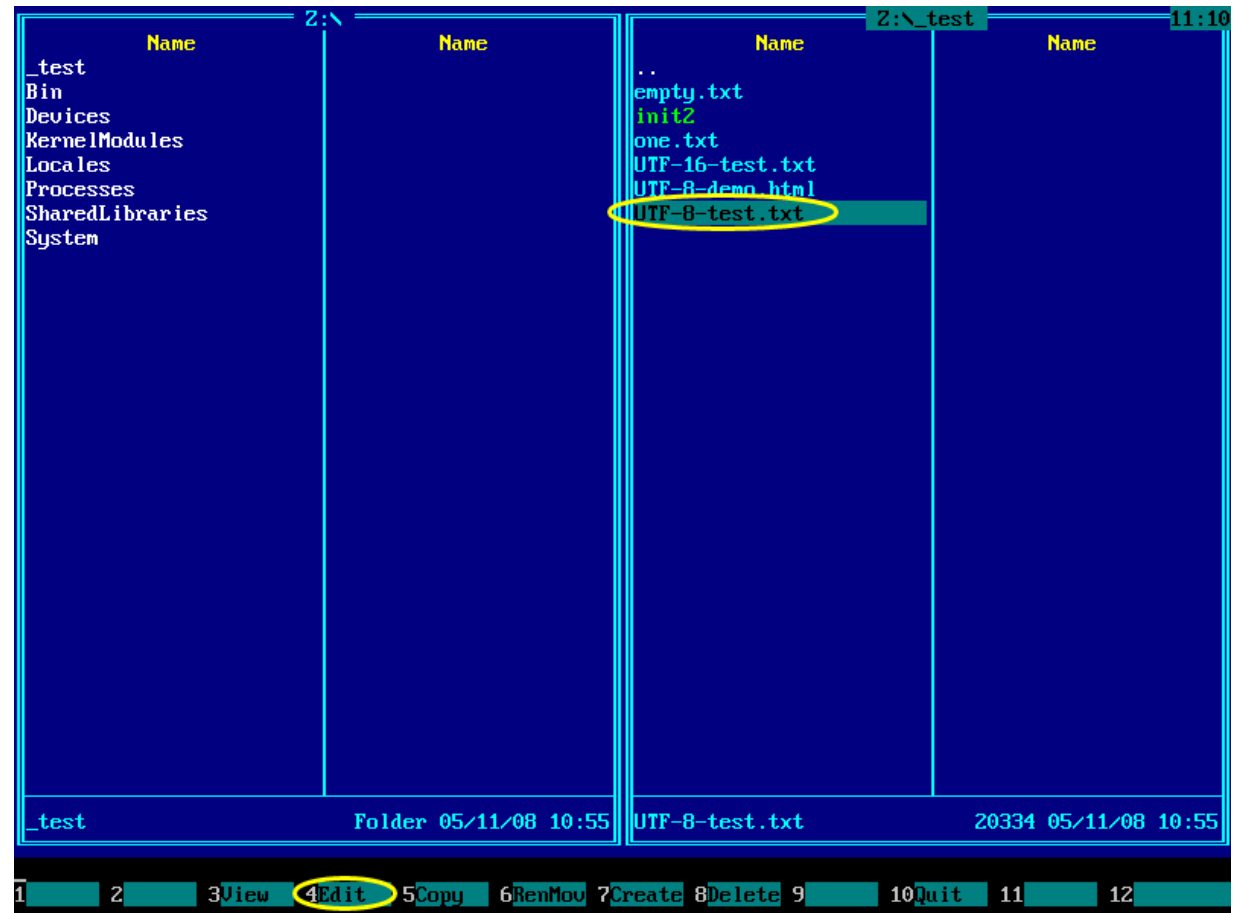 Z:\ Z:\_test 11:10
Name Name Name Name
_test ..
Bin empty.txt
Devices init2
KernelModules one.txt
Locales UTF-16-test.txt
Processes UTF-8-demo.html
SharedLibraries UTF-8-test.txt
System
_test Folder 05/11/08 10:55 UTF-8-test.txt 20334 05/11/08 10:55
1 2 3View 4Edit 5Copy 6RenMov 7Create 8Delete 9 10Quit 11 12